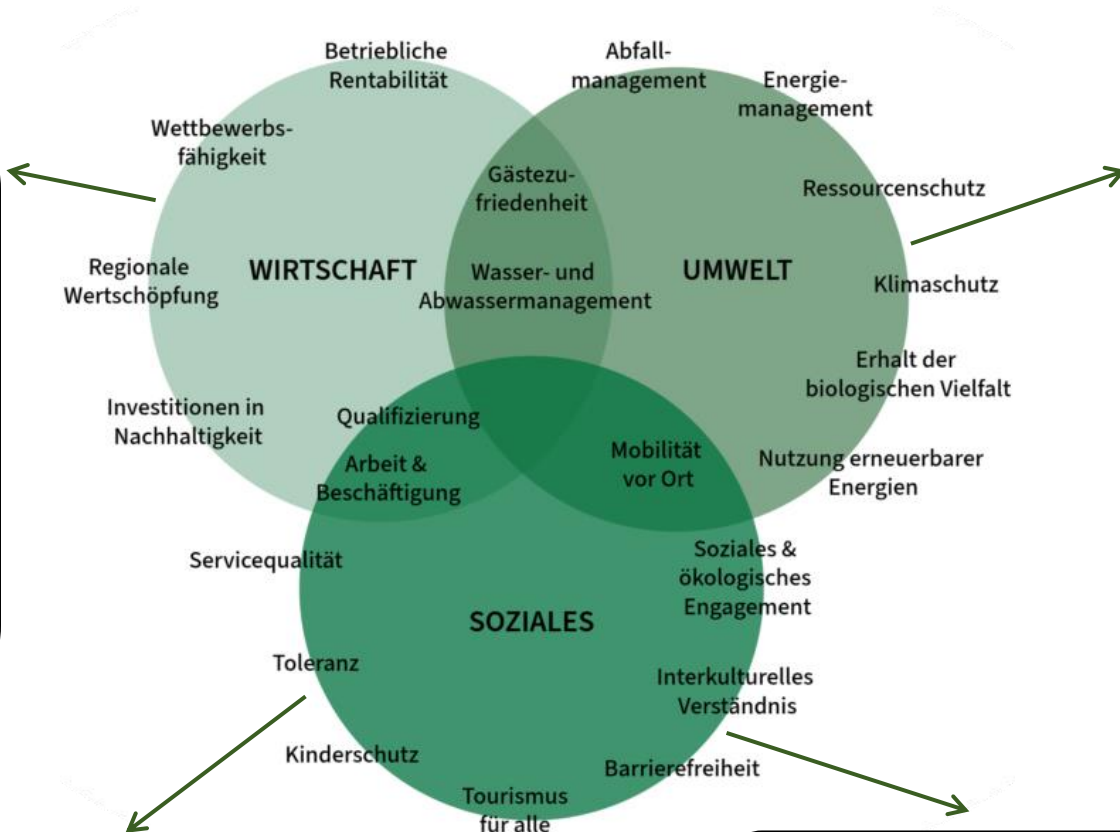 Betriebliche
Rentabilität
Abfall-
management
Energie-
management
Wettbewerbs-
fähigkeit
Gästezu-
friedenheit
Ressourcenschutz
Regionale
Wertschöpfung
WIRTSCHAFT
Wasser- und
Abwassermanagement
UMWELT
Klimaschutz
Erhalt der
biologischen Vielfalt
Investitionen in
Nachhaltigkeit
Qualifizierung
Arbeit &
Beschäftigung
Mobilität
vor Ort
Nutzung erneuerbarer
Energien
Servicequalität
Soziales &
ökologisches
Engagement
SOZIALES
Toleranz
Interkulturelles
Verständnis
Kinderschutz
Barrierefreiheit
Tourismus
für alle